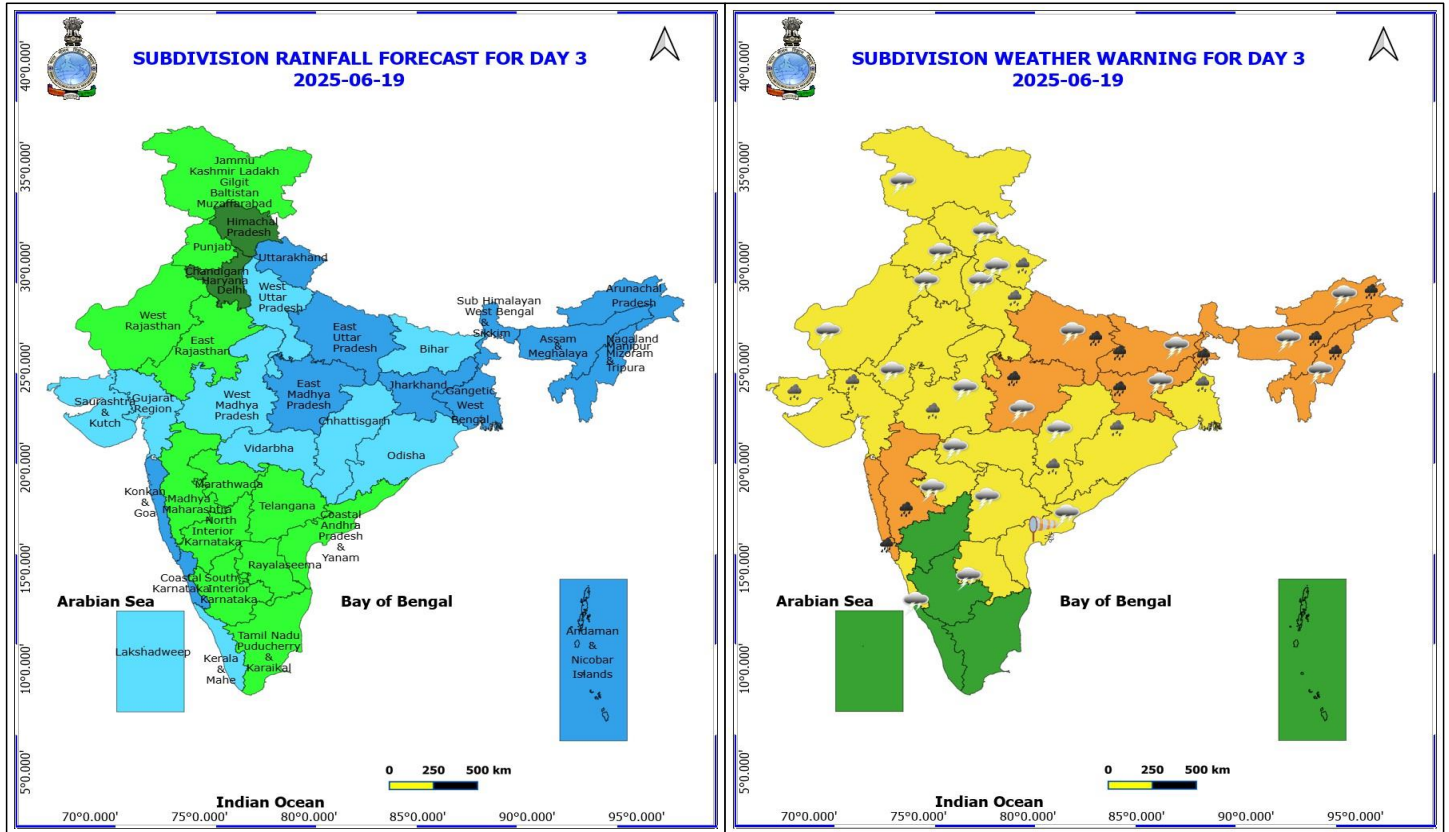 SUBDIVISION RAINFALL FORECAST FOR DAY 3
2025-06-19
40°0.000'
35°0.000'
30°0.000'
25°0.000'
20°0.000'
15°0.000'
10°0.000'
5°0.000'
Jammu
Kashmir Ladakh
Gilgit
Baltistan
Muzaffarabad
Himachal
Pradesh
Punjab
Uttarakhand
Chandigarh
Haryana
Delhi
West
Uttar
Pradesh
Arunachal
Pradesh
Sub Himalayan
West Bengal
&
Sikkim
West
Rajasthan
East
Rajasthan
East
Uttar
Pradesh
Bihar
Assam
&
Meghalaya
Nagaland
Manipur
Mizoram
&
Tripura
Saurashtra
&
Kutch
Gujarat
Region
West
Madhya
Pradesh
East
Madhya
Pradesh
Jharkhand
Gangetic
West
Bengal
Chhattisgarh
Vidarbha
Odisha
Konkan
&
Goa
Madhya
Maharashtra
Marathwada
Telangana
North
Interior
Karnataka
Coastal
Andhra
Pradesh
&
Yanam
Rayalaseema
Coastal
Karnataka
South
Interior
Karnataka
Arabian Sea
Bay of Bengal
Lakshadweep
Kerala
&
Mahe
Tamil Nadu
Puducherry
&
Karaikal
Andaman
&
Nicobar
Islands
0 250 500 km
Indian Ocean
70°0.000' 75°0.000' 80°0.000' 85°0.000' 90°0.000' 95°0.000'
SUBDIVISION WEATHER WARNING FOR DAY 3
2025-06-19
40°0.000'
35°0.000'
30°0.000'
25°0.000'
20°0.000'
15°0.000'
10°0.000'
5°0.000'
Arabian Sea
Bay of Bengal
0 250 500 km
Indian Ocean
70°0.000' 75°0.000' 80°0.000' 85°0.000' 90°0.000' 95°0.000'